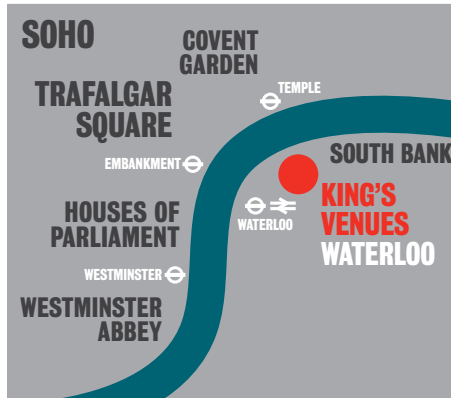 SOHO
COVENT
GARDEN
TRAFALGAR
SQUARE
TEMPLE
EMBANKMENT
SOUTH BANK
KING'S
VENUES
WATERLOO
WATERLOO
HOUSES OF
PARLIAMENT
WESTMINSTER
WESTMINSTER
ABBEY